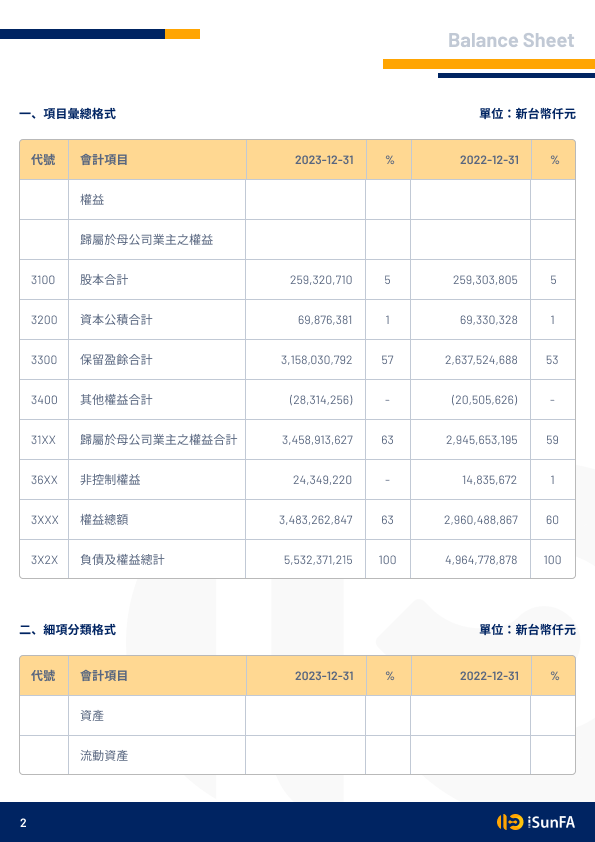 Balance Sheet
一、項目彙總格式 單位：新台幣仟元
代號 會計項目 2023-12-31 % 2022-12-31 %
權益
歸屬於母公司業主之權益
3100 股本合計 259,320,710 5 259,303,805 5
3200 資本公積合計 69,876,381 1 69,330,328 1
3300 保留盈餘合計 3,158,030,792 57 2,637,524,688 53
3400 其他權益合計 (28,314,256) - (20,505,626) -
31XX 歸屬於母公司業主之權益合計 3,458,913,627 63 2,945,653,195 59
36XX 非控制權益 24,349,220 - 14,835,672 1
3XXX 權益總額 3,483,262,847 63 2,960,488,867 60
3X2X 負債及權益總計 5,532,371,215 100 4,964,778,878 100
二、細項分類格式 單位：新台幣仟元
代號 會計項目 2023-12-31 % 2022-12-31 %
資產
流動資產
2 iSunFA